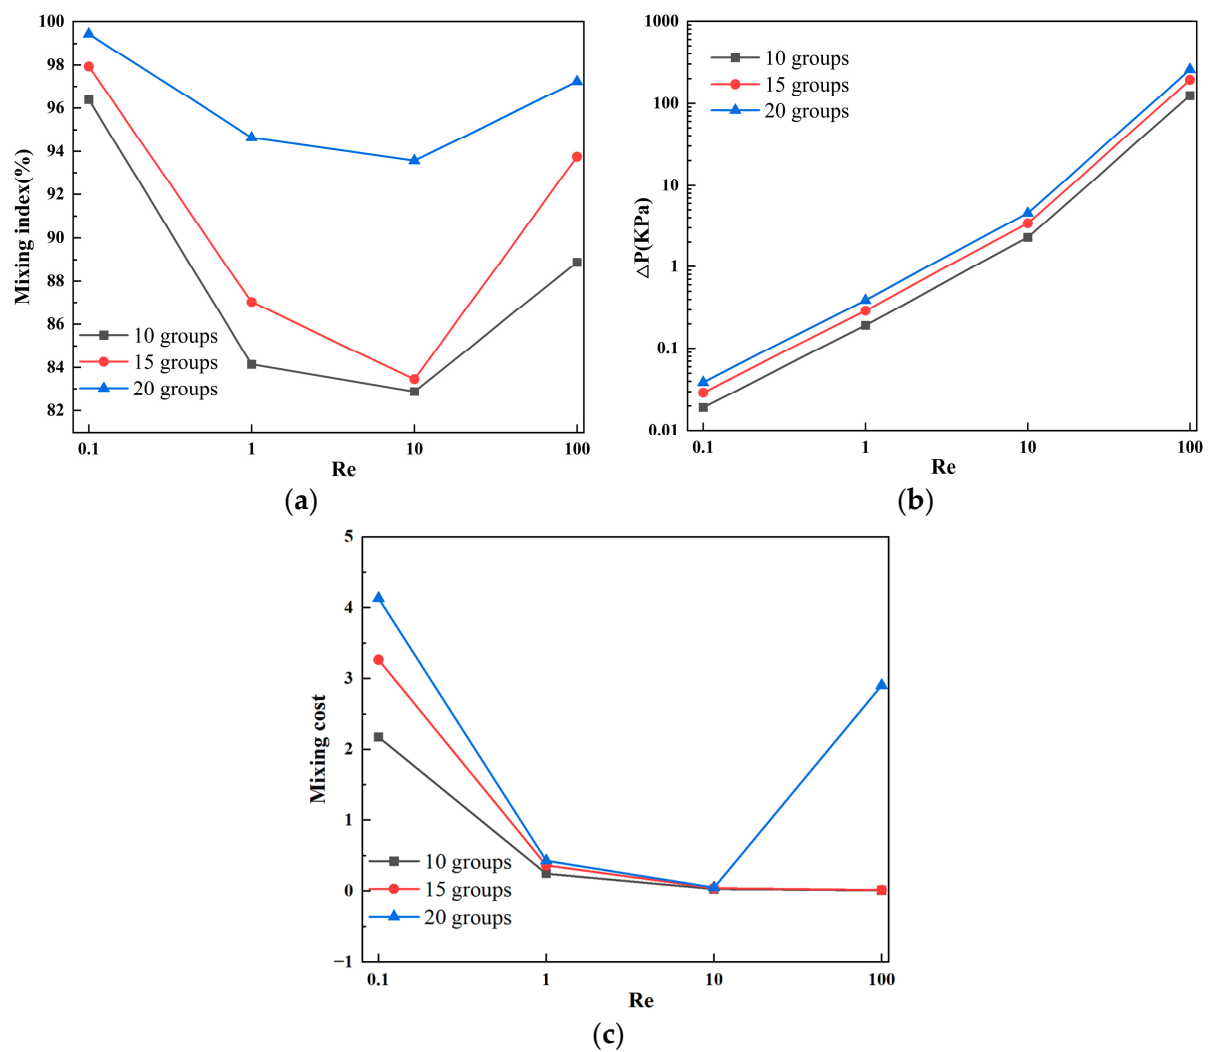 100
98
96
94
92
90
88
86
84
82
Mixing index(%)
10 groups
15 groups
20 groups
0.1 1 10 100
Re
(a)
1000
100
10
1
0.1
0.01
△P(KPa)
10 groups
15 groups
20 groups
0.1 1 10 100
Re
(b)
5
4
3
2
1
0
−1
Mixing cost
10 groups
15 groups
20 groups
0.1 1 10 100
Re
(c)